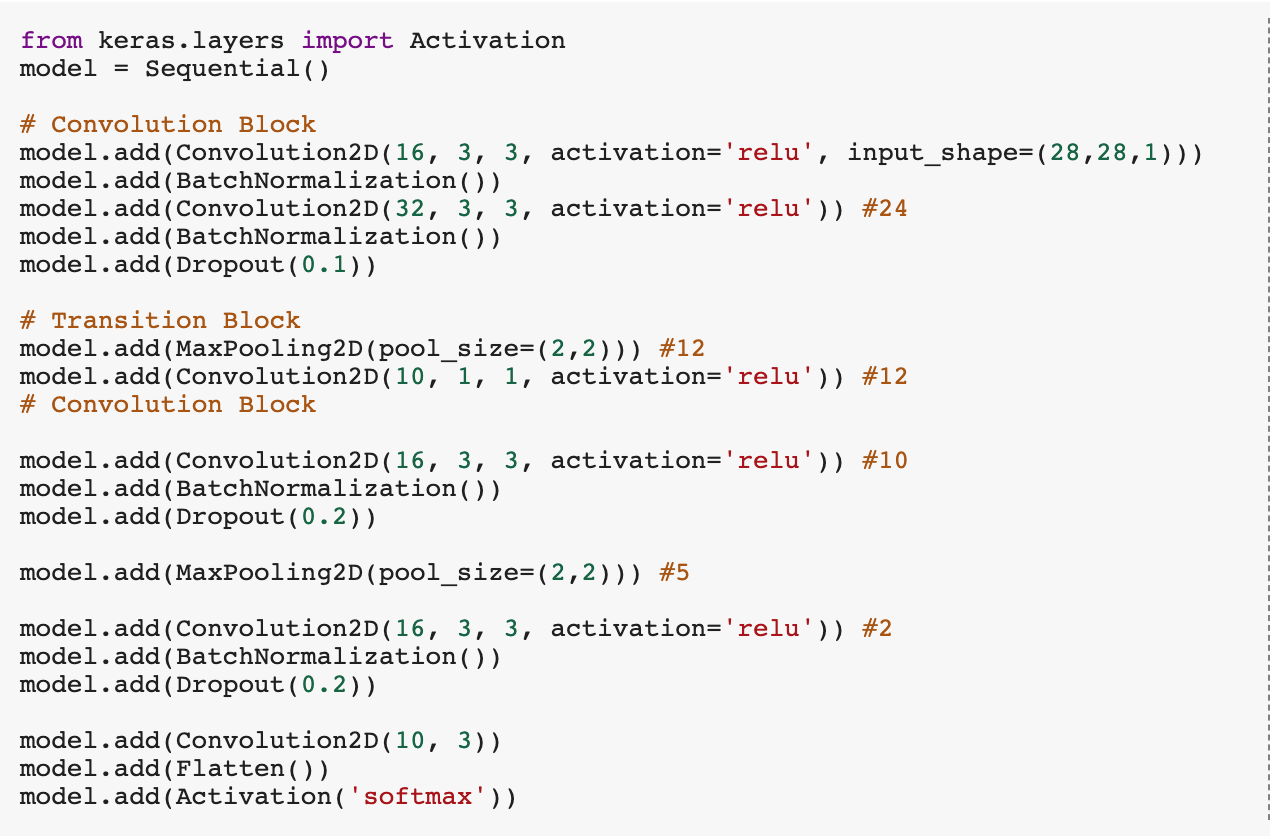 from keras.layers import Activation
model = Sequential()
# Convolution Block
model.add(Convolution2D(16, 3, 3, activation='relu', input_shape=(28,28,1)))
model.add(BatchNormalization())
model.add(Convolution2D(32, 3, 3, activation='relu')) #24
model.add(BatchNormalization())
model.add(Dropout(0.1))
# Transition Block
model.add(MaxPooling2D(pool_size=(2,2))) #12
model.add(Convolution2D(10, 1, 1, activation='relu')) #12
# Convolution Block
model.add(Convolution2D(16, 3, 3, activation='relu')) #10
model.add(BatchNormalization())
model.add(Dropout(0.2))
model.add(MaxPooling2D(pool_size=(2,2))) #5
model.add(Convolution2D(16, 3, 3, activation='relu')) #2
model.add(BatchNormalization())
model.add(Dropout(0.2))
model.add(Convolution2D(10, 3))
model.add(Flatten())
model.add(Activation('softmax'))